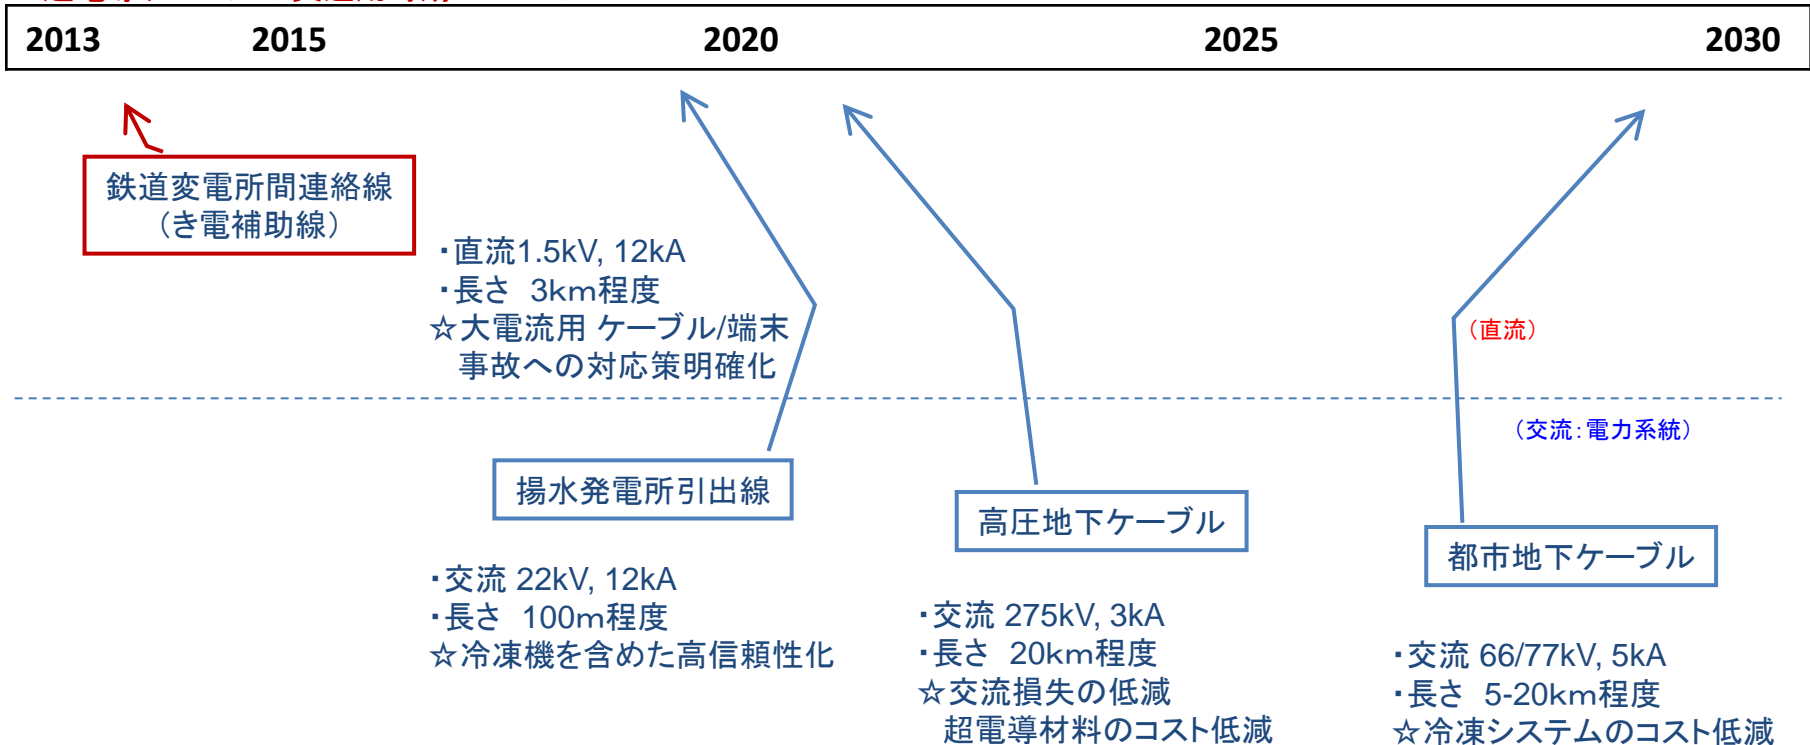 2013 2015 2020 2025 2030
鉄道変電所間連絡線
（き電補助線）
・直流1.5kV, 12kA
・長さ 3km程度
☆大電流用 ケーブル/端末
事故への対応策明確化
（直流）
（交流：電力系統）
揚水発電所引出線
・交流 22kV, 12kA
・長さ 100m程度
☆冷凍機を含めた高信頼性化
高圧地下ケーブル
・交流 275kV, 3kA
・長さ 20km程度
☆交流損失の低減
超電導材料のコスト低減
都市地下ケーブル
・交流 66/77kV, 5kA
・長さ 5-20km程度
☆冷凍システムのコスト低減